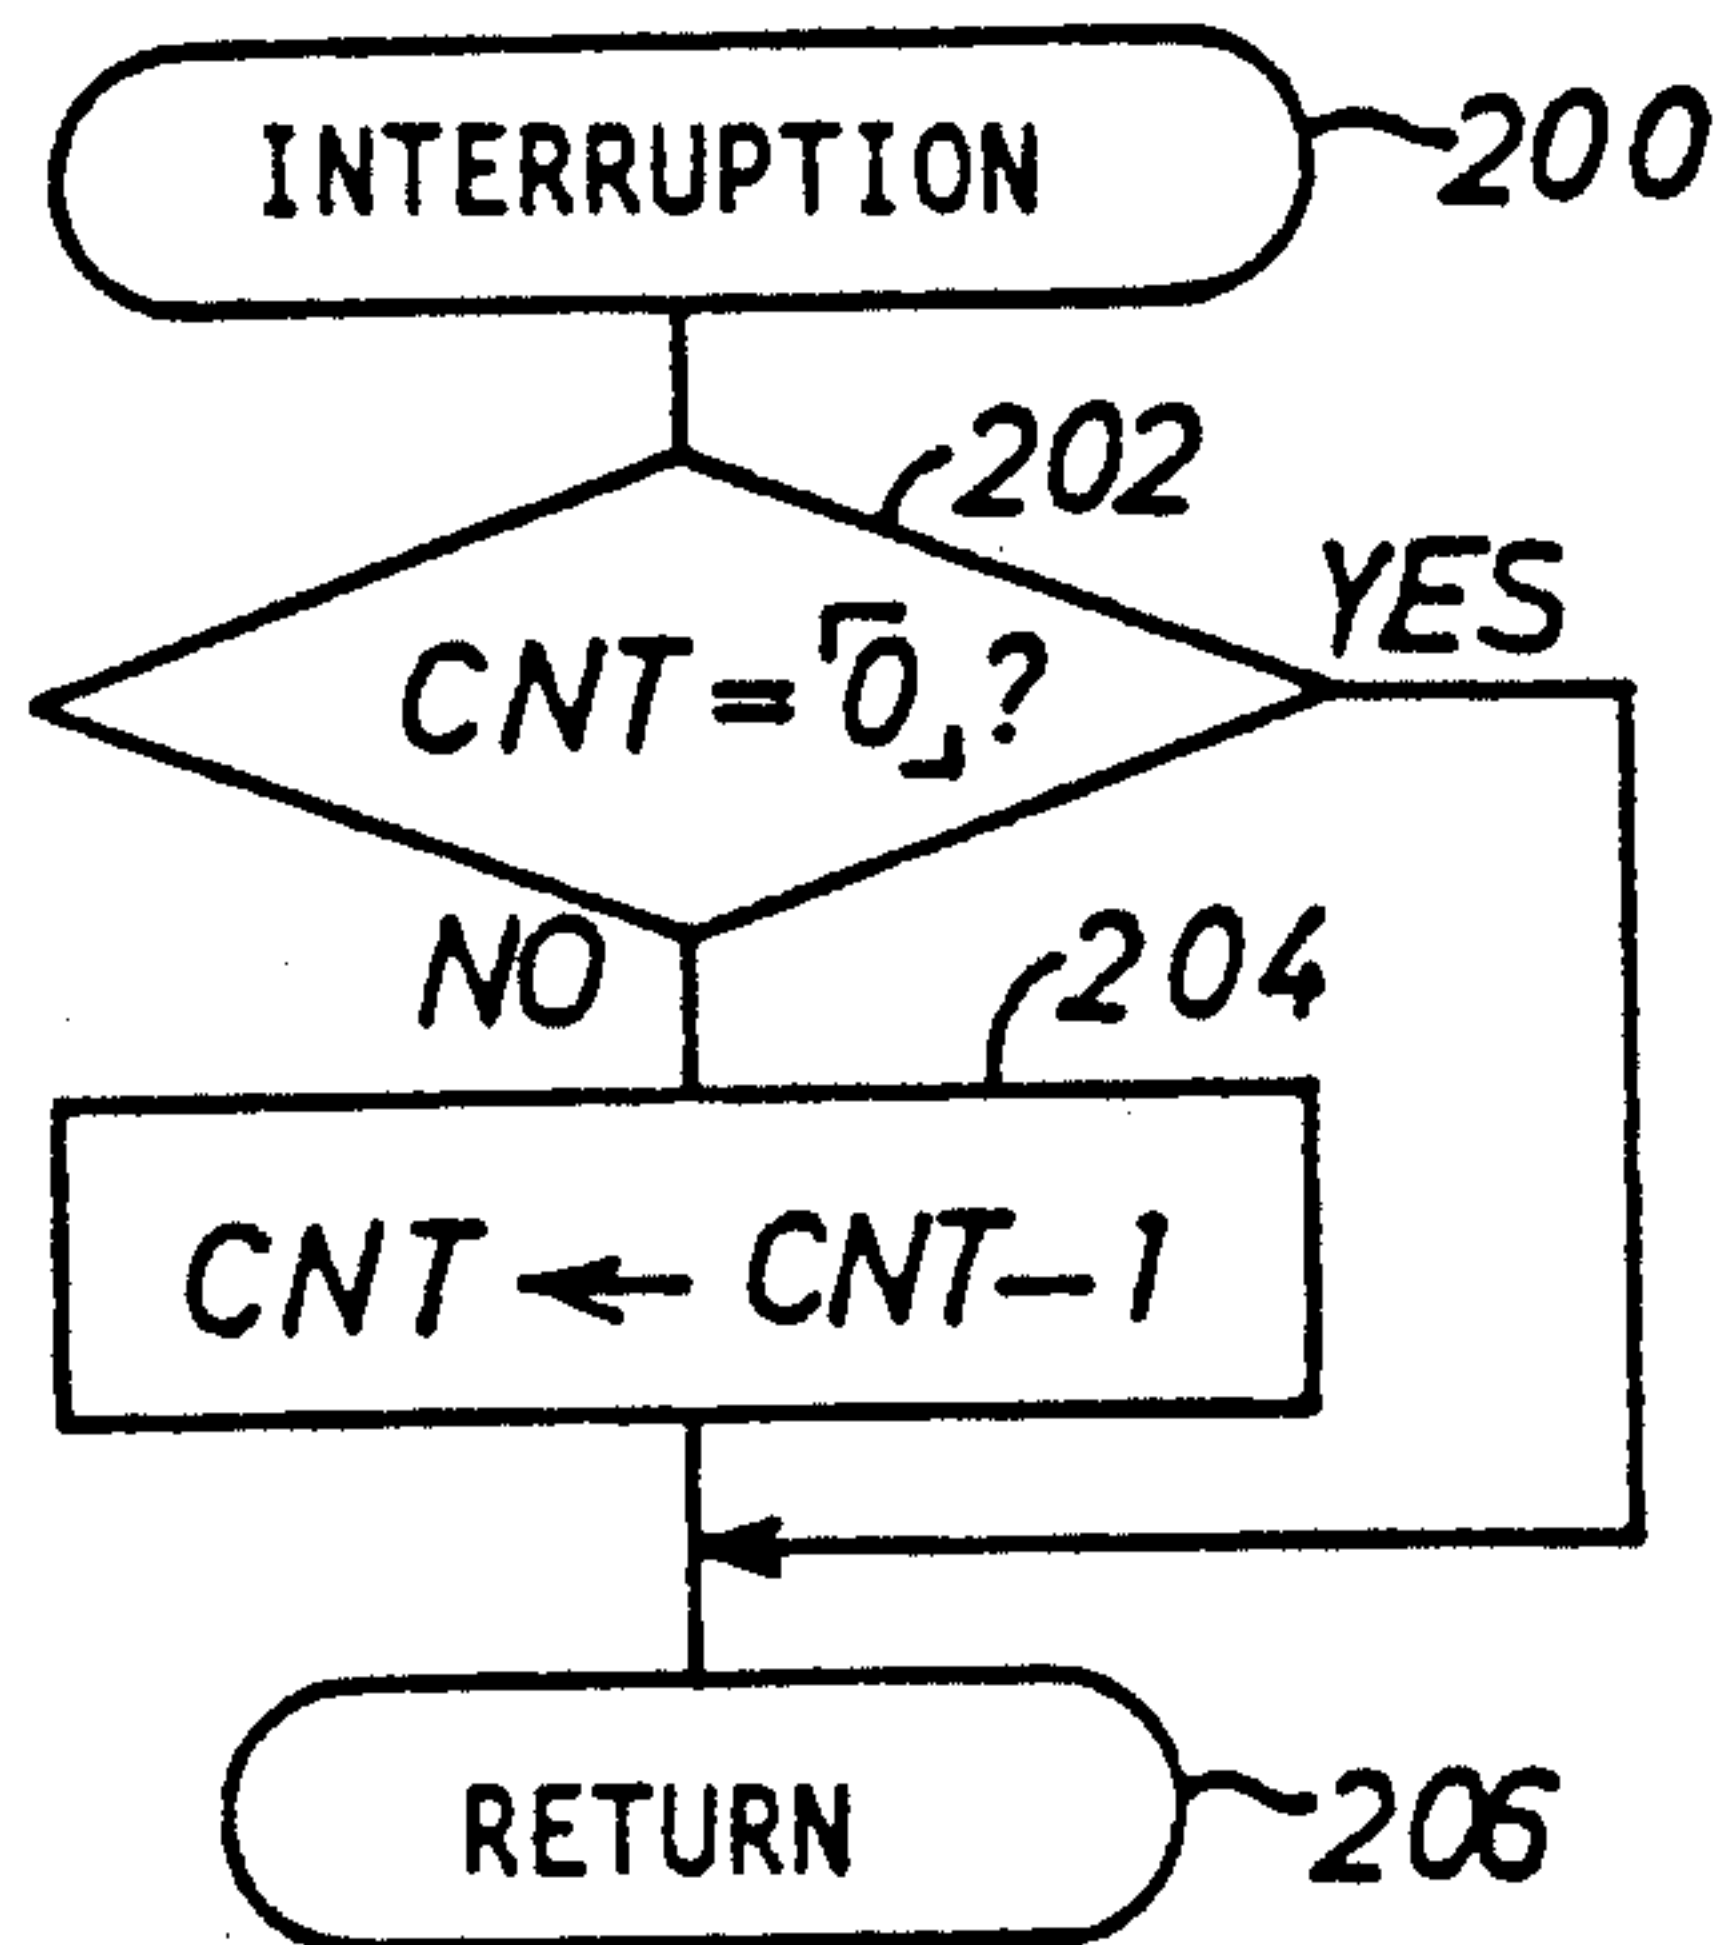 INTERRUPTION
200
202
CNT=「0」?
YES
NO
204
CNT ← CNT-1
RETURN
206